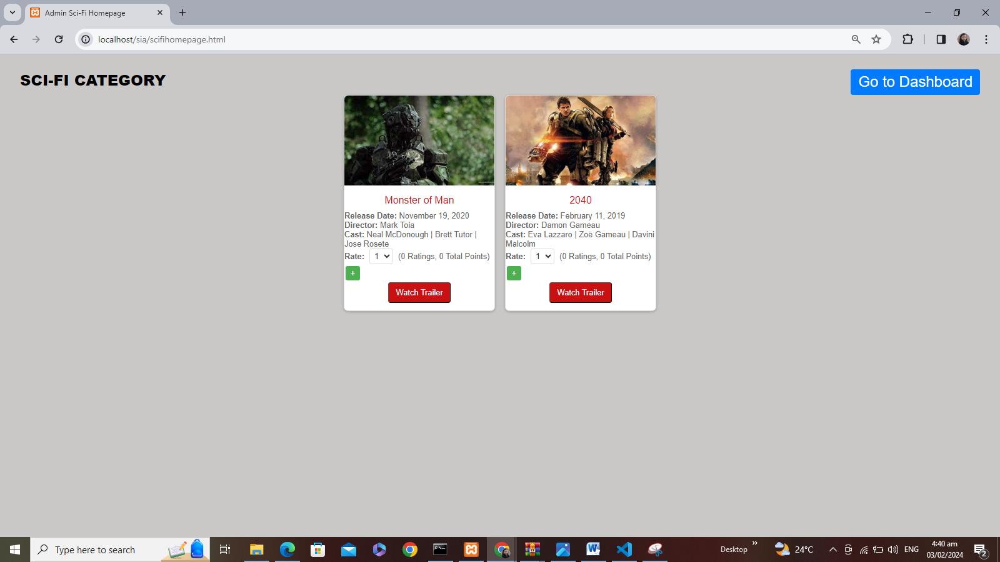 Admin Sci-Fi Homepage
localhost/sia/scifihomepage.html
SCI-FI CATEGORY
Go to Dashboard
Monster of Man
Release Date: November 19, 2020
Director: Mark Toia
Cast: Neal McDonough | Brett Tutor |
Jose Rosete
Rate: 1 (0 Ratings, 0 Total Points)
+
Watch Trailer
2040
Release Date: February 11, 2019
Director: Damon Gameau
Cast: Eva Lazzaro | Zoë Gameau | Davini
Malcolm
Rate: 1 (0 Ratings, 0 Total Points)
+
Watch Trailer
Type here to search
Desktop
24°C
ENG
4:40 am
03/02/2024
2